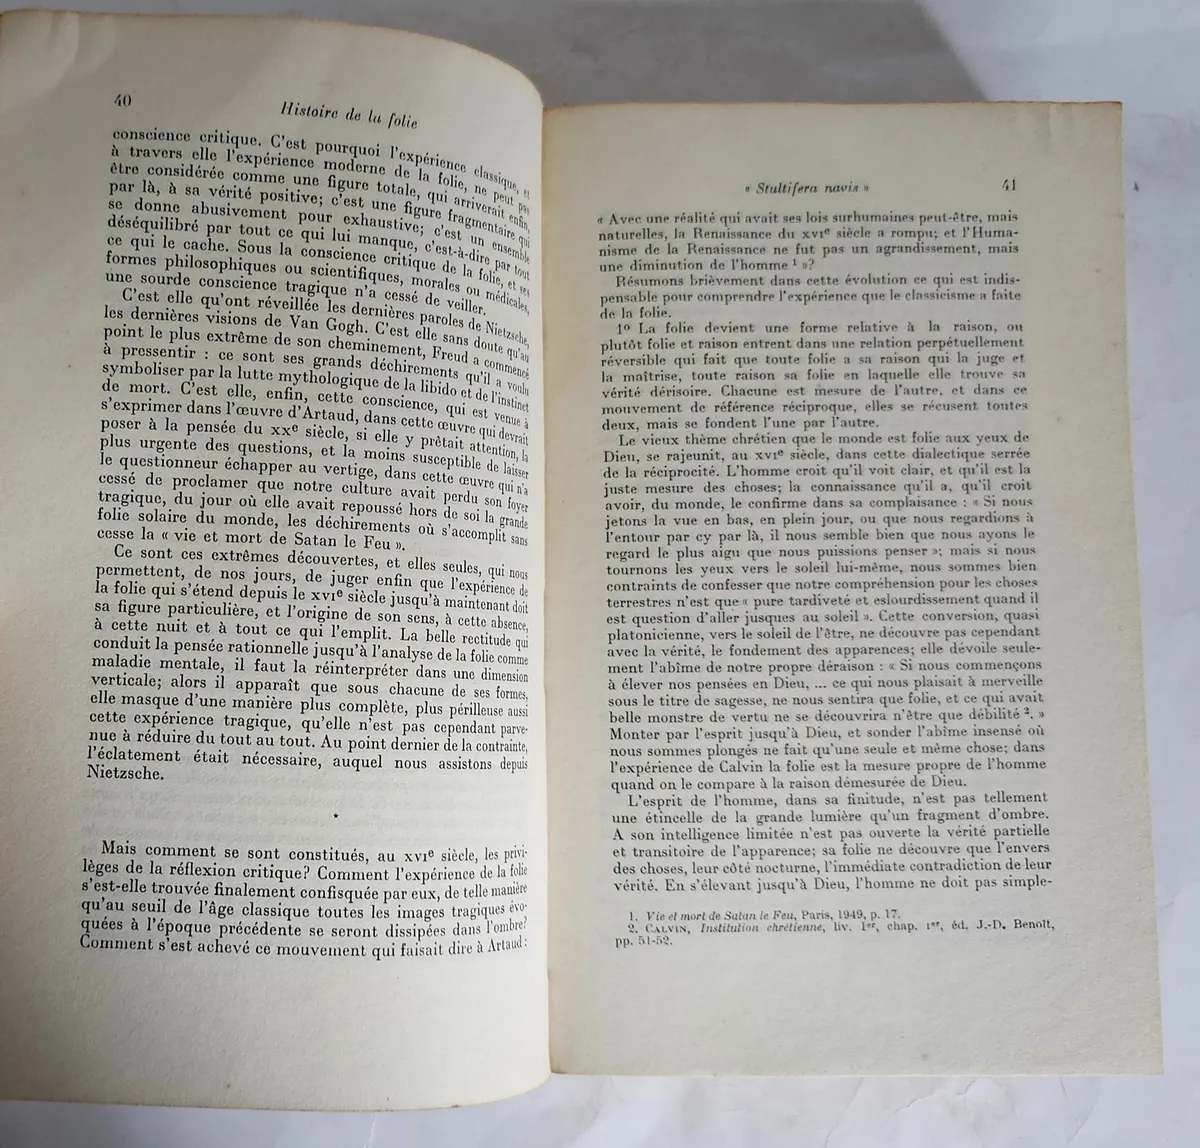 40
Histoire de la folie
conscience critique. C'est pourquoi l'expérience classique, et
à travers elle l'expérience moderne de la folie, ne peut pas
être considérée comme une figure totale, qui arriverait enfin,
par là, à sa vérité positive; c'est une figure fragmentaire qui
se donne abusivement pour exhaustive; c'est un ensemble
déséquilibré par tout ce qui lui manque, c'est-à-dire par tout
ce qui le cache. Sous la conscience critique de la folie, et ses
formes philosophiques ou scientifiques, morales ou médicales,
une sourde conscience tragique n'a cessé de veiller.
C'est elle qu'ont réveillée les dernières paroles de Nietzsche,
les dernières visions de Van Gogh. C'est elle sans doute qu'au
point le plus extrême de son cheminement, Freud a commencé
à pressentir : ce sont ses grands déchirements qu'il a voulu
symboliser par la lutte mythologique de la libido et de l'instinct
de mort. C'est elle, enfin, cette conscience, qui est venue à
s'exprimer dans l'œuvre d'Artaud, dans cette œuvre qui devrait
poser à la pensée du XXe siècle, si elle y prêtait attention, la
plus urgente des questions, et la moins susceptible de laisser
le questionneur échapper au vertige, dans cette œuvre qui n'a
cessé de proclamer que notre culture avait perdu son foyer
tragique, du jour où elle avait repoussé hors de soi la grande
folie solaire du monde, les déchirements où s'accomplit sans
cesse la « vie et mort de Satan le Feu ».
Ce sont ces extrêmes découvertes, et elles seules, qui nous
permettent, de nos jours, de juger enfin que l'expérience de
la folie qui s'étend depuis le XVIe siècle jusqu'à maintenant doit
sa figure particulière, et l'origine de son sens, à cette absence,
à cette nuit et à tout ce qui l'emplit. La belle rectitude qui
conduit la pensée rationnelle jusqu'à l'analyse de la folie comme
maladie mentale, il faut la réinterpréter dans une dimension
verticale; alors il apparaît que sous chacune de ses formes,
elle masque d'une manière plus complète, plus périlleuse aussi
cette expérience tragique, qu'elle n'est pas cependant parve-
nue à réduire du tout au tout. Au point dernier de la contrainte,
l'éclatement était nécessaire, auquel nous assistons depuis
Nietzsche.
*
Mais comment se sont constitués, au XVIe siècle, les privi-
lèges de la réflexion critique? Comment l'expérience de la folie
s'est-elle trouvée finalement confisquée par eux, de telle manière
qu'au seuil de l'âge classique toutes les images tragiques évo-
quées à l'époque précédente se seront dissipées dans l'ombre?
Comment s'est achevé ce mouvement qui faisait dire à Artaud :
« Stultifera navis »
41
« Avec une réalité qui avait ses lois surhumaines peut-être, mais
naturelles, la Renaissance du XVIe siècle a rompu; et l'Huma-
nisme de la Renaissance ne fut pas un agrandissement, mais
une diminution de l'homme 1 »?
Résumons brièvement dans cette évolution ce qui est indis-
pensable pour comprendre l'expérience que le classicisme a faite
de la folie.
1º La folie devient une forme relative à la raison, ou
plutôt folie et raison entrent dans une relation perpétuellement
réversible qui fait que toute folie a sa raison qui la juge et
la maîtrise, toute raison sa folie en laquelle elle trouve sa
vérité dérisoire. Chacune est mesure de l'autre, et dans ce
mouvement de référence réciproque, elles se récusent toutes
deux, mais se fondent l'une par l'autre.
Le vieux thème chrétien que le monde est folie aux yeux de
Dieu, se rajeunit, au XVIe siècle, dans cette dialectique serrée
de la réciprocité. L'homme croit qu'il voit clair, et qu'il est la
juste mesure des choses; la connaissance qu'il a, qu'il croit
avoir, du monde, le confirme dans sa complaisance : « Si nous
jetons la vue en bas, en plein jour, ou que nous regardions à
l'entour par cy par là, il nous semble bien que nous ayons le
regard le plus aigu que nous puissions penser »; mais si nous
tournons les yeux vers le soleil lui-même, nous sommes bien
contraints de confesser que notre compréhension pour les choses
terrestres n'est que « pure tardiveté et eslourdissement quand il
est question d'aller jusques au soleil ». Cette conversion, quasi
platonicienne, vers le soleil de l'être, ne découvre pas cependant
avec la vérité, le fondement des apparences; elle dévoile seule-
ment l'abîme de notre propre déraison : « Si nous commençons
à élever nos pensées en Dieu, ... ce qui nous plaisait à merveille
sous le titre de sagesse, ne nous sentira que folie, et ce qui avait
belle monstre de vertu ne se découvrira n'être que débilité 2. »
Monter par l'esprit jusqu'à Dieu, et sonder l'abîme insensé où
nous sommes plongés ne fait qu'une seule et même chose; dans
l'expérience de Calvin la folie est la mesure propre de l'homme
quand on le compare à la raison démesurée de Dieu.
L'esprit de l'homme, dans sa finitude, n'est pas tellement
une étincelle de la grande lumière qu'un fragment d'ombre.
A son intelligence limitée n'est pas ouverte la vérité partielle
et transitoire de l'apparence; sa folie ne découvre que l'envers
des choses, leur côté nocturne, l'immédiate contradiction de leur
vérité. En s'élevant jusqu'à Dieu, l'homme ne doit pas simple-
1. Vie et mort de Satan le Feu, Paris, 1949, p. 17.
2. CALVIN, Institution chrétienne, liv. Ier, chap. Ier, éd. J.-D. Benoît,
pp. 51-52.